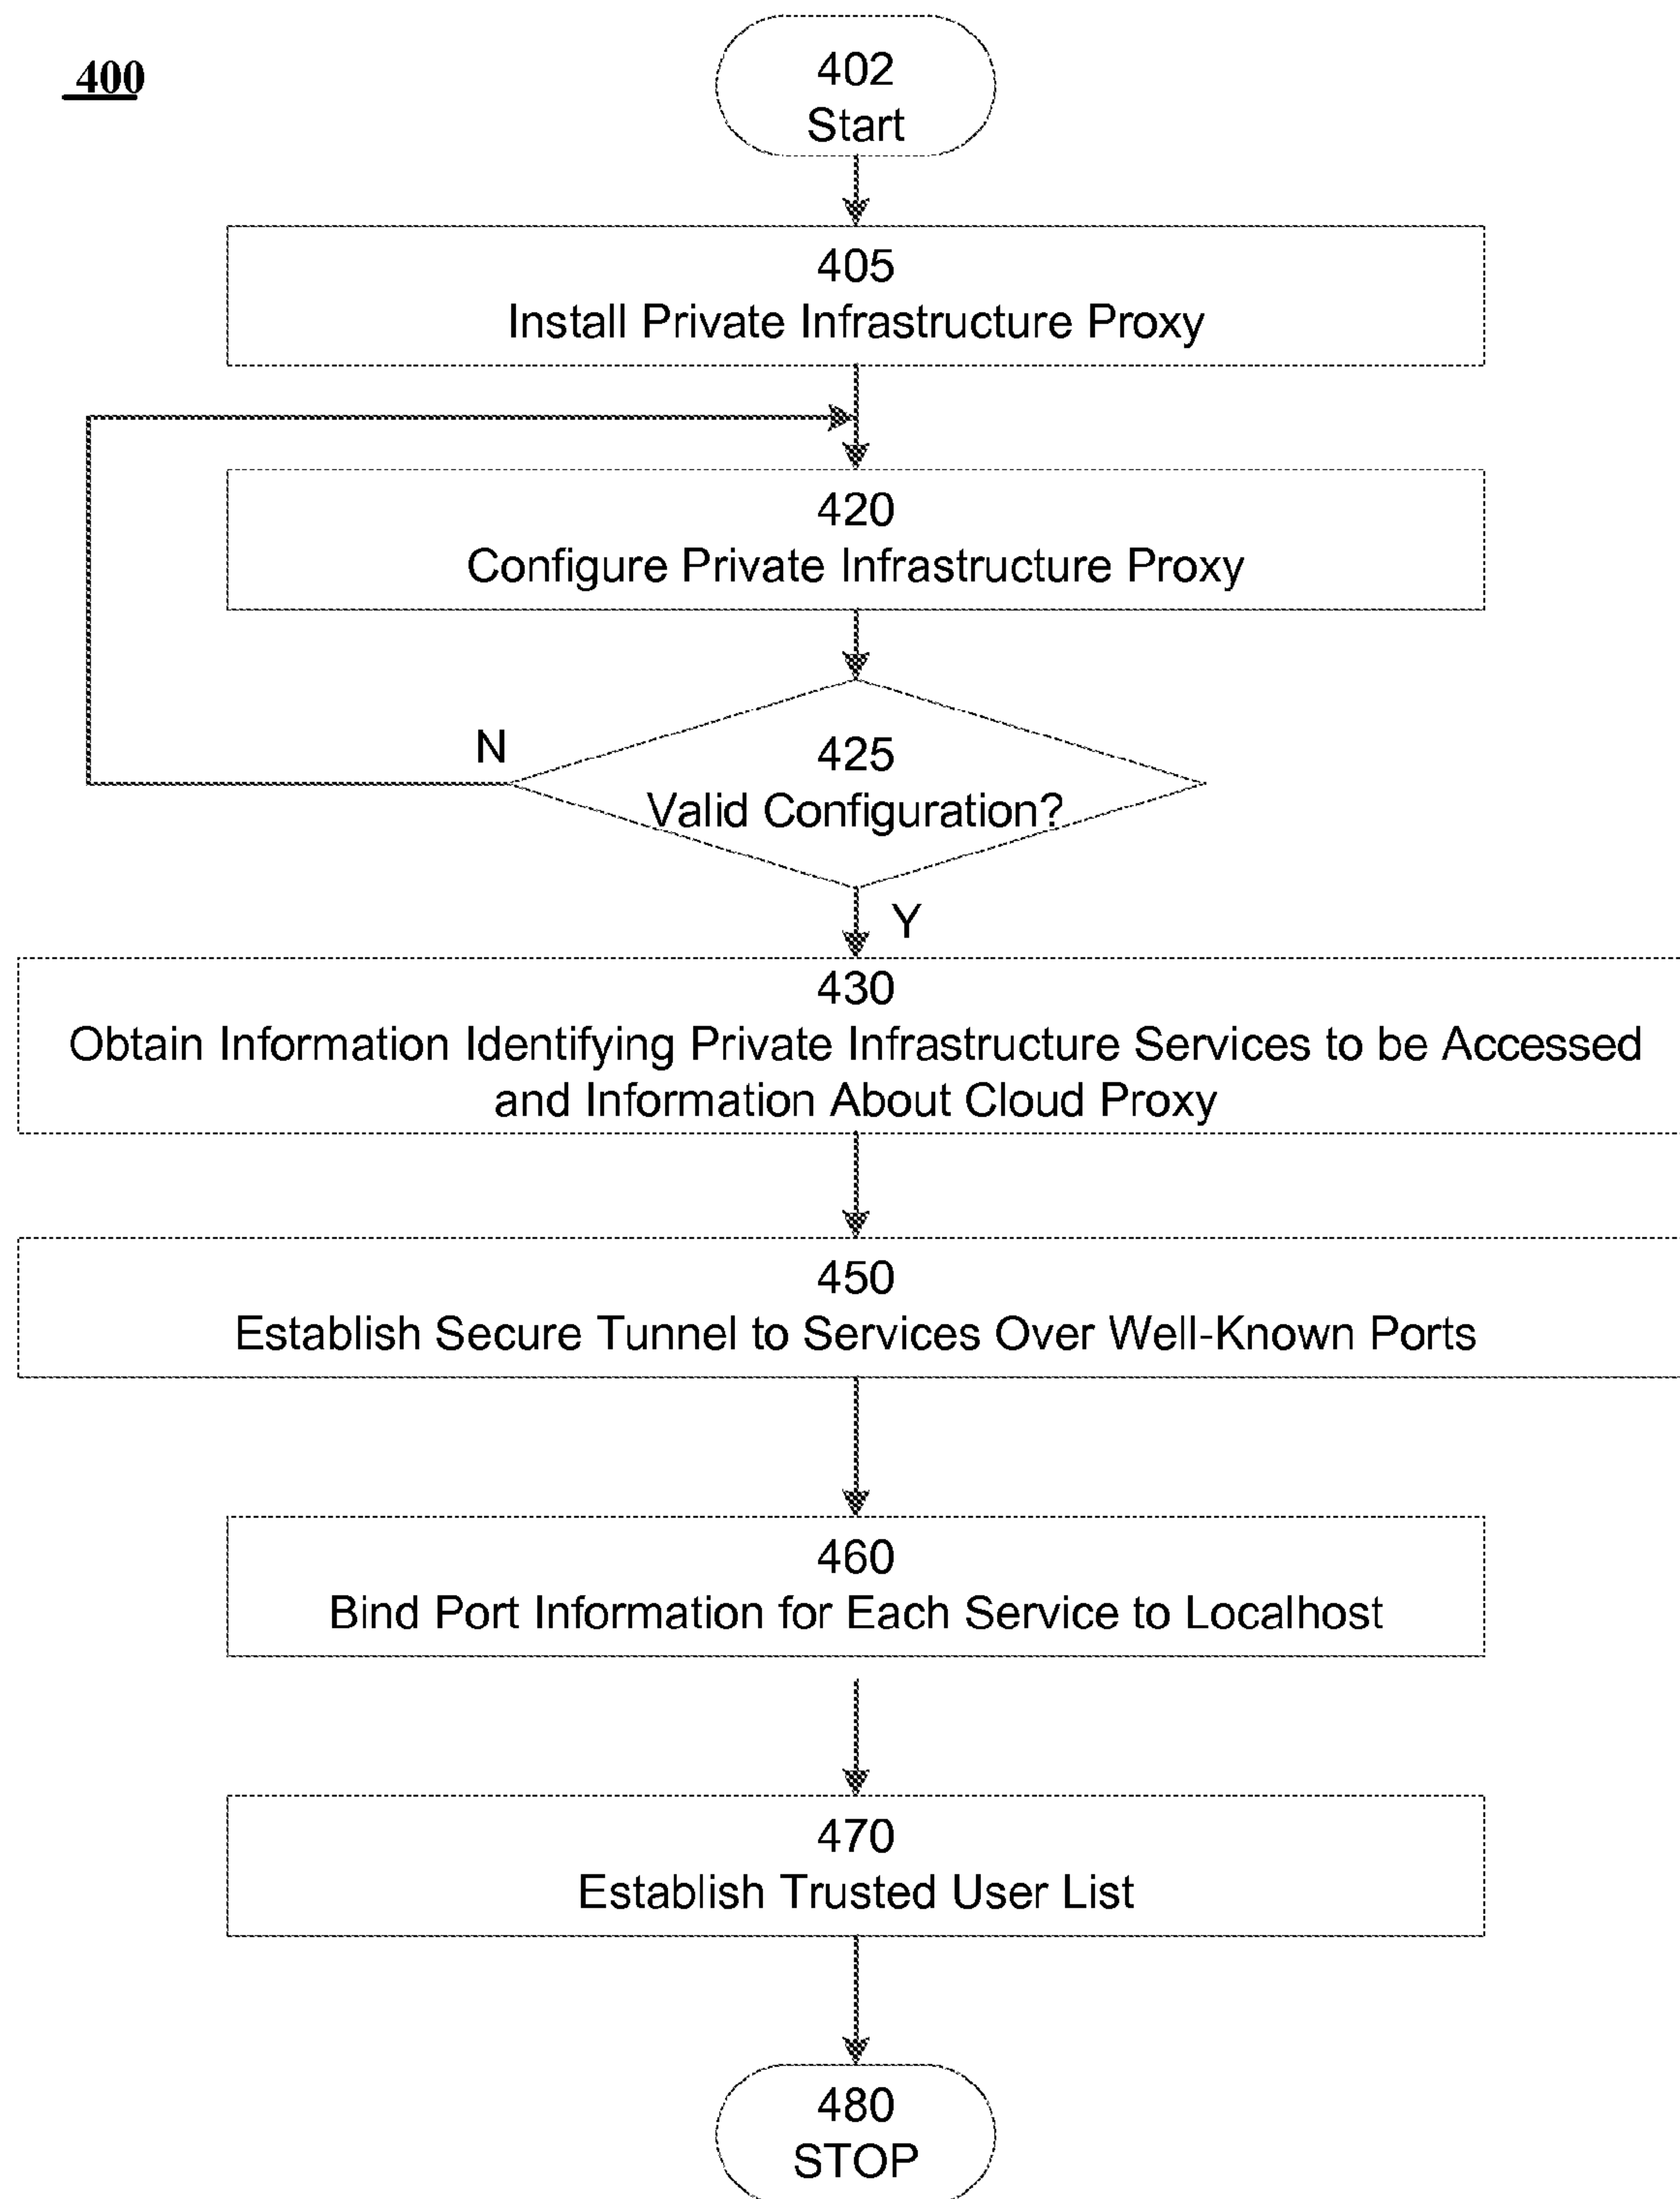 400
402
Start
405
Install Private Infrastructure Proxy
420
Configure Private Infrastructure Proxy
N
425
Valid Configuration?
Y
430
Obtain Information Identifying Private Infrastructure Services to be Accessed
and Information About Cloud Proxy
450
Establish Secure Tunnel to Services Over Well-Known Ports
460
Bind Port Information for Each Service to Localhost
470
Establish Trusted User List
480
STOP